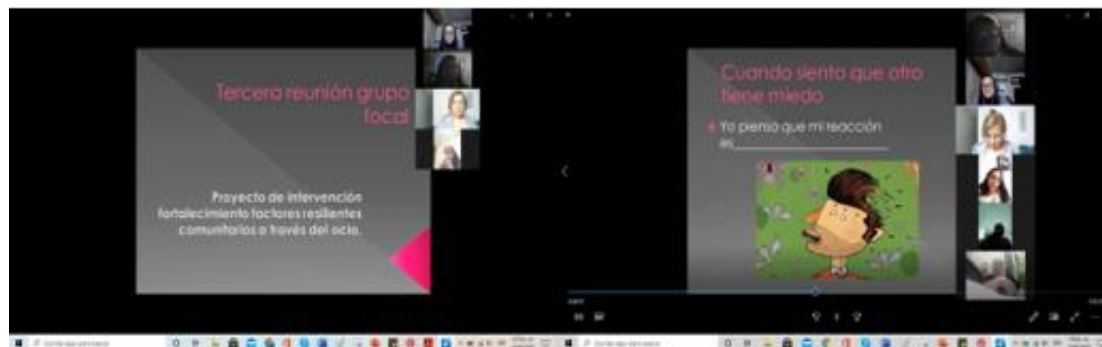 Tercera reunión grupo
focal
Proyecto de intervención
fortalecimiento factores resilientes
comunitarios a través del ocio.
Cuando siento que otro
tiene miedo
Yo pienso que mi reacción
es____________________